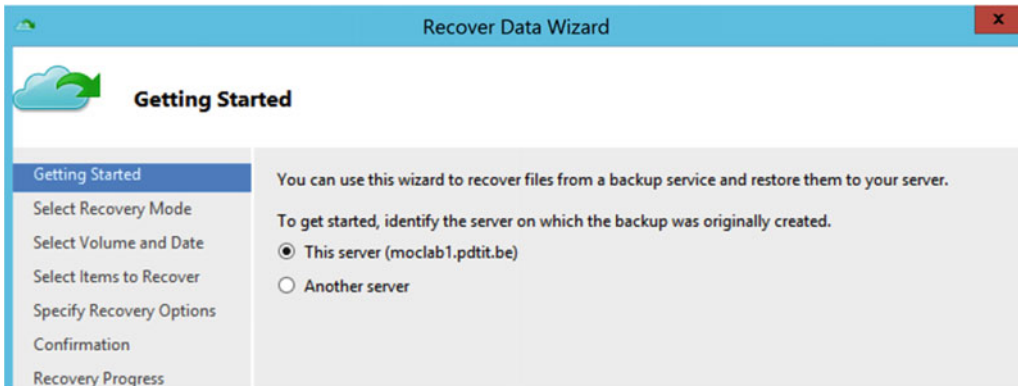 Recover Data Wizard
x
Getting Started
Getting Started
Select Recovery Mode
Select Volume and Date
Select Items to Recover
Specify Recovery Options
Confirmation
Recovery Progress
You can use this wizard to recover files from a backup service and restore them to your server.
To get started, identify the server on which the backup was originally created.
This server (moclab1.pdtit.be)
Another server